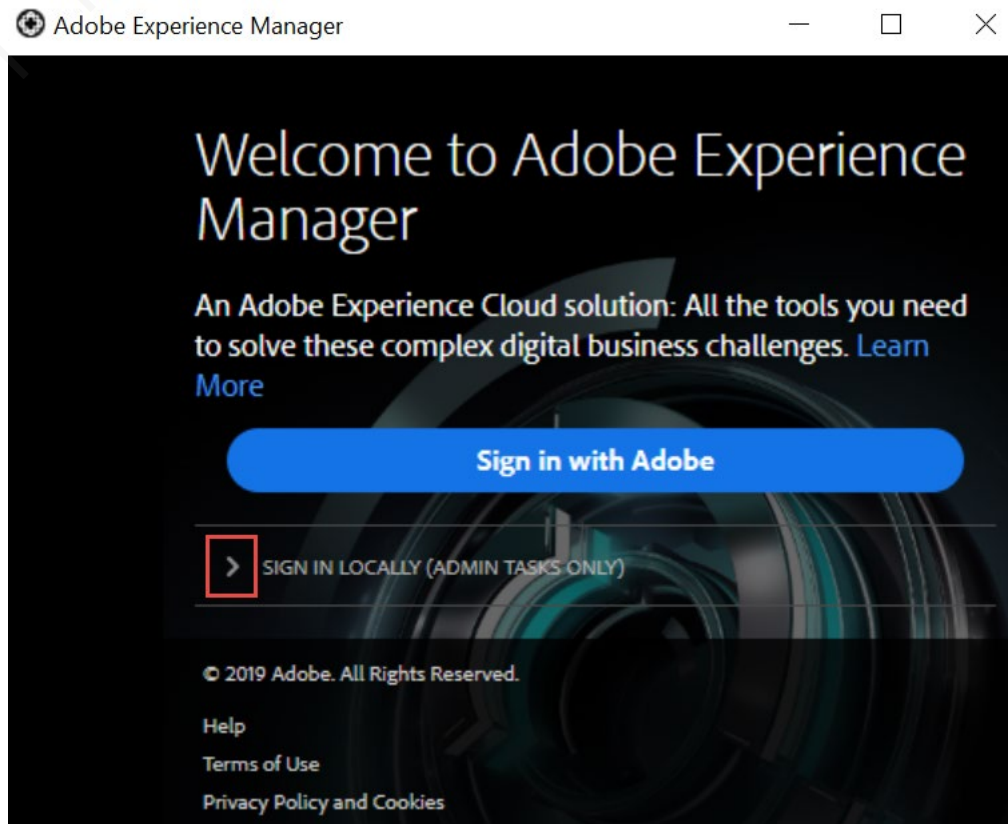 Adobe Experience Manager
Welcome to Adobe Experience
Manager
An Adobe Experience Cloud solution: All the tools you need
to solve these complex digital business challenges. Learn
More
Sign in with Adobe
SIGN IN LOCALLY (ADMIN TASKS ONLY)
© 2019 Adobe. All Rights Reserved.
Help
Terms of Use
Privacy Policy and Cookies